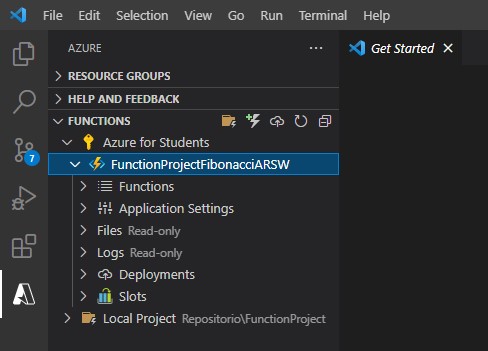 File Edit Selection View Go Run Terminal Help
AZURE ...
Get Started
RESOURCE GROUPS
HELP AND FEEDBACK
FUNCTIONS
Azure for Students
FunctionProjectFibonacciARSW
Functions
Application Settings
Files Read-only
Logs Read-only
7
Deployments
Slots
Local Project Repositorio\FunctionProject